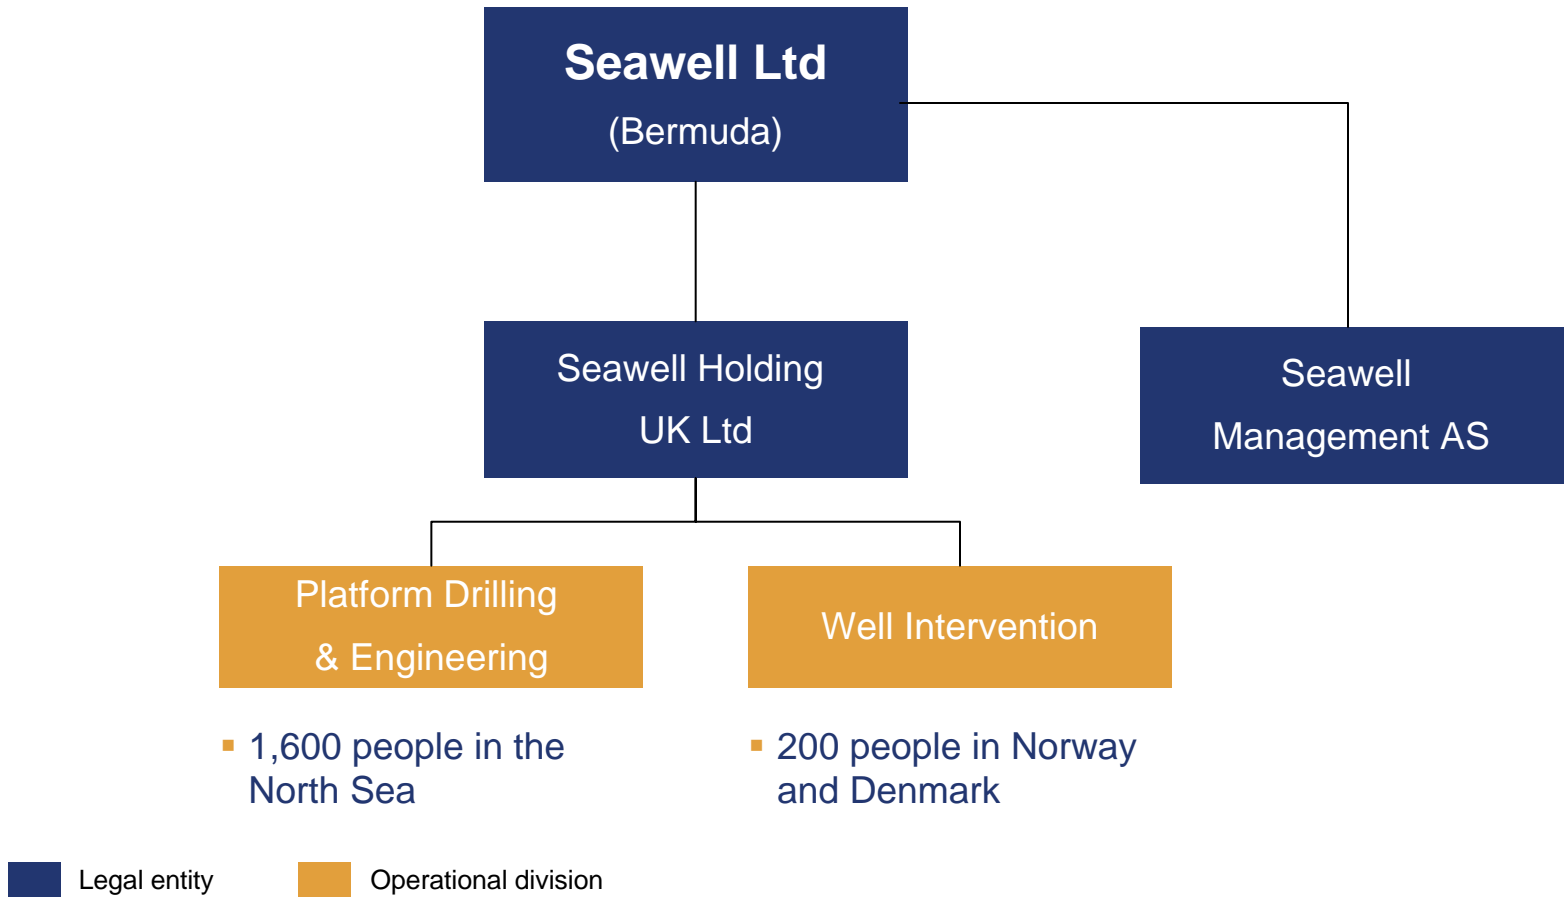 Seawell Ltd
(Bermuda)
Seawell Holding
UK Ltd
Seawell
Management AS
Platform Drilling
& Engineering
Well Intervention
▪ 1,600 people in the
North Sea
▪ 200 people in Norway
and Denmark
Legal entity
Operational division